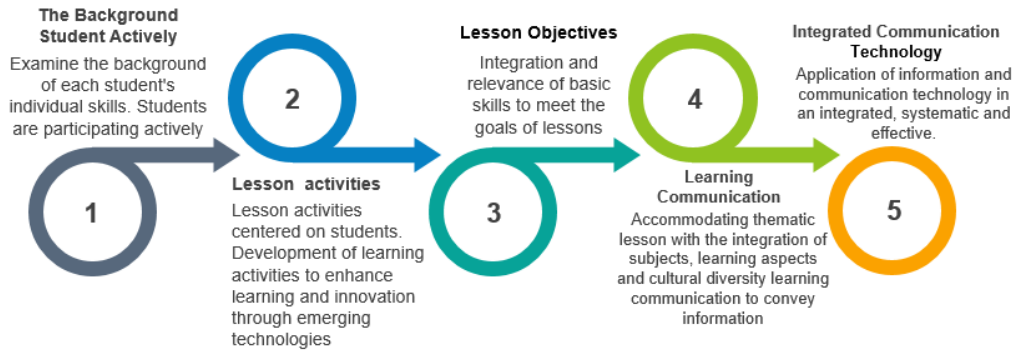 The Background
Student Actively
Examine the background
of each student's
individual skills. Students
are participating actively
1
2
Lesson activities
Lesson activities
centered on students.
Development of learning
activities to enhance
learning and innovation
through emerging
technologies
Lesson Objectives
Integration and
relevance of basic
skills to meet the
goals of lessons
3
4
Learning
Communication
Accommodating thematic
lesson with the integration of
subjects, learning aspects
and cultural diversity learning
communication to convey
information
Integrated Communication
Technology
Application of information and
communication technology in
an integrated, systematic and
effective.
5